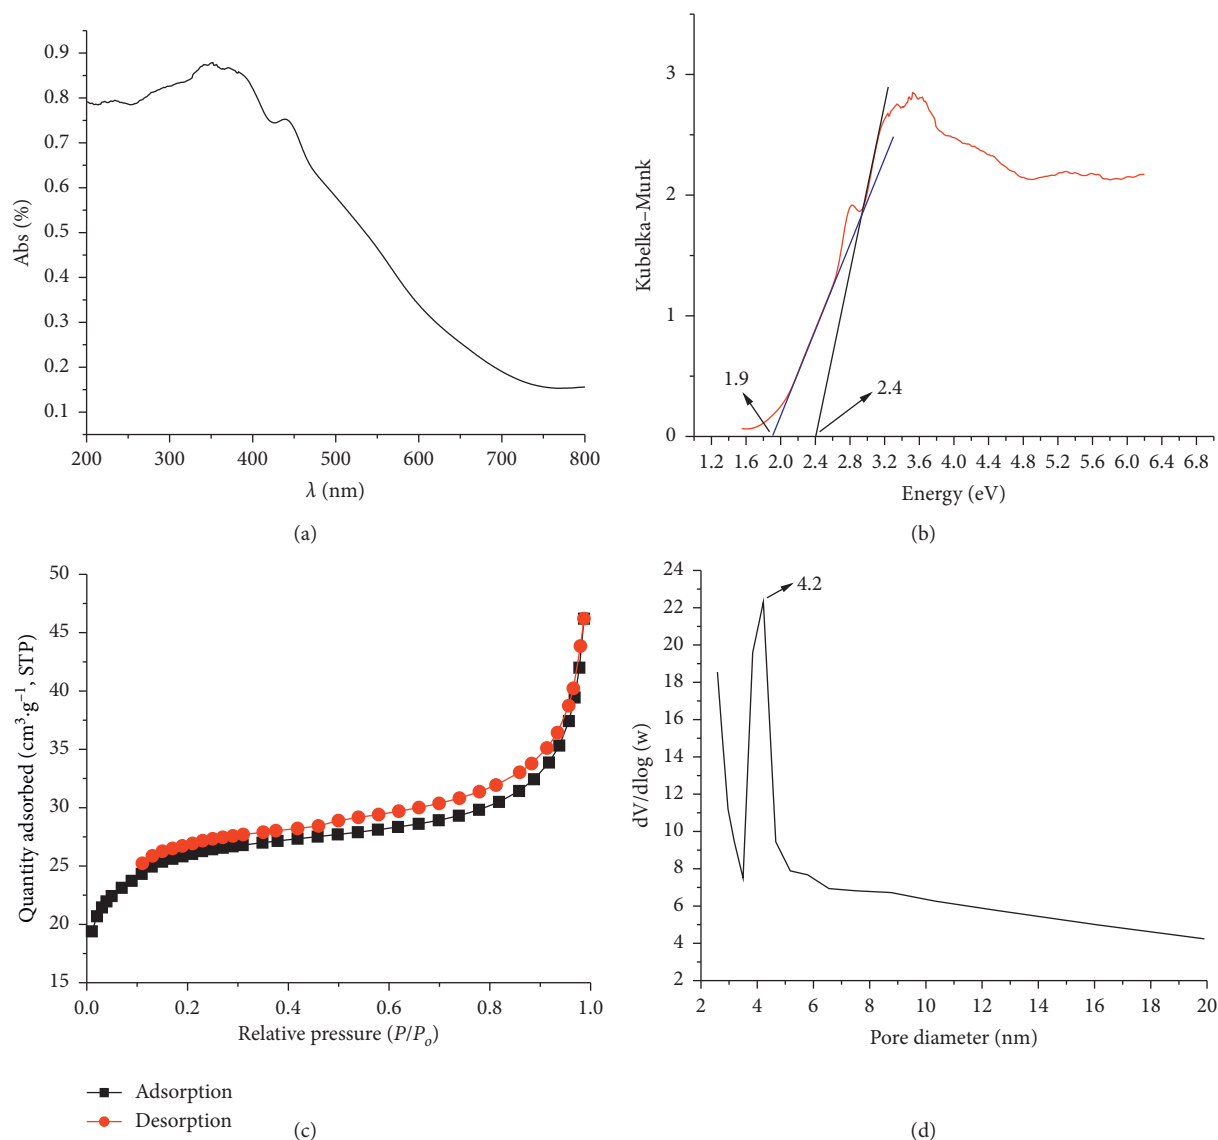 0.9
0.8
0.7
0.6
0.5
0.4
0.3
0.2
0.1
Abs (%)
200 300 400 500 600 700 800
λ (nm)
(a)
3
2
1
0
Kubelka–Munk
1.9
2.4
1.2 1.6 2.0 2.4 2.8 3.2 3.6 4.0 4.4 4.8 5.2 5.6 6.0 6.4 6.8
Energy (eV)
(b)
50
45
40
35
30
25
20
15
Quantity adsorbed (cm³·g⁻¹, STP)
0.0 0.2 0.4 0.6 0.8 1.0
Relative pressure (P/Pₒ)
Adsorption
Desorption
(c)
24
22
20
18
16
14
12
10
8
6
4
2
dV/dlog (w)
4.2
2 4 6 8 10 12 14 16 18 20
Pore diameter (nm)
(d)